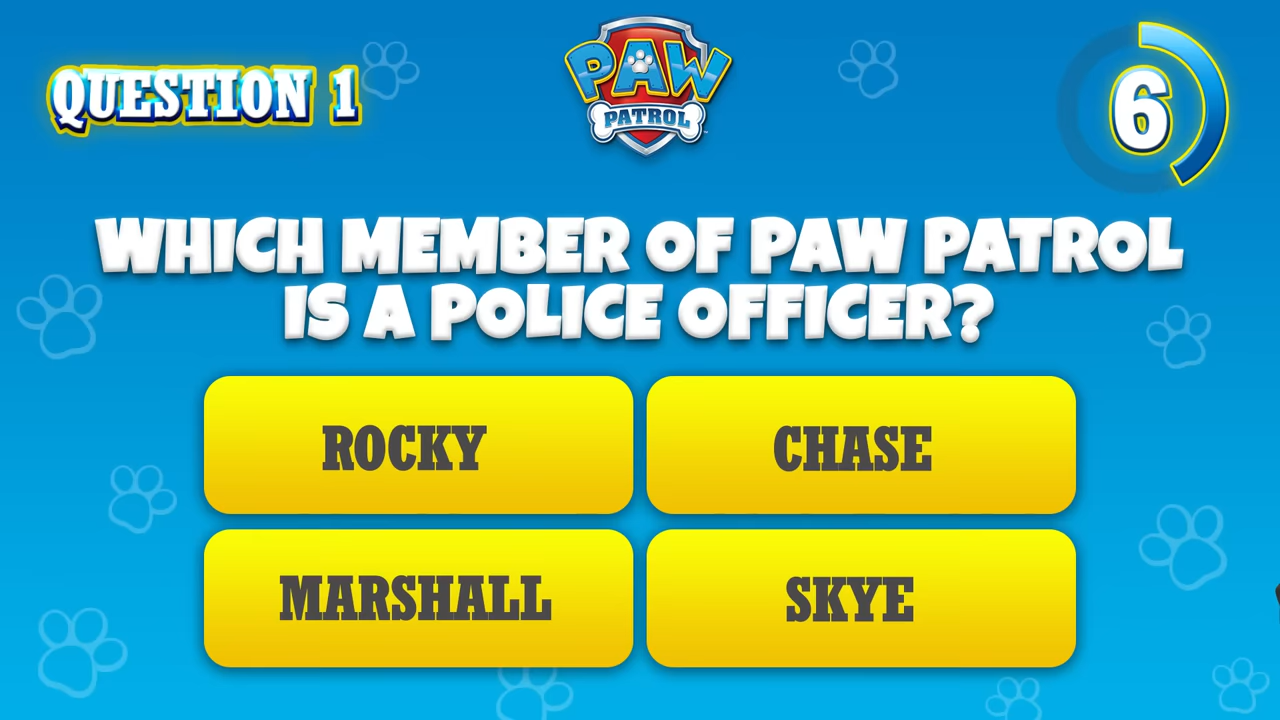 QUESTION 1
PAW
PATROL
6
WHICH MEMBER OF PAW PATROL
IS A POLICE OFFICER?
ROCKY
CHASE
MARSHALL
SKYE